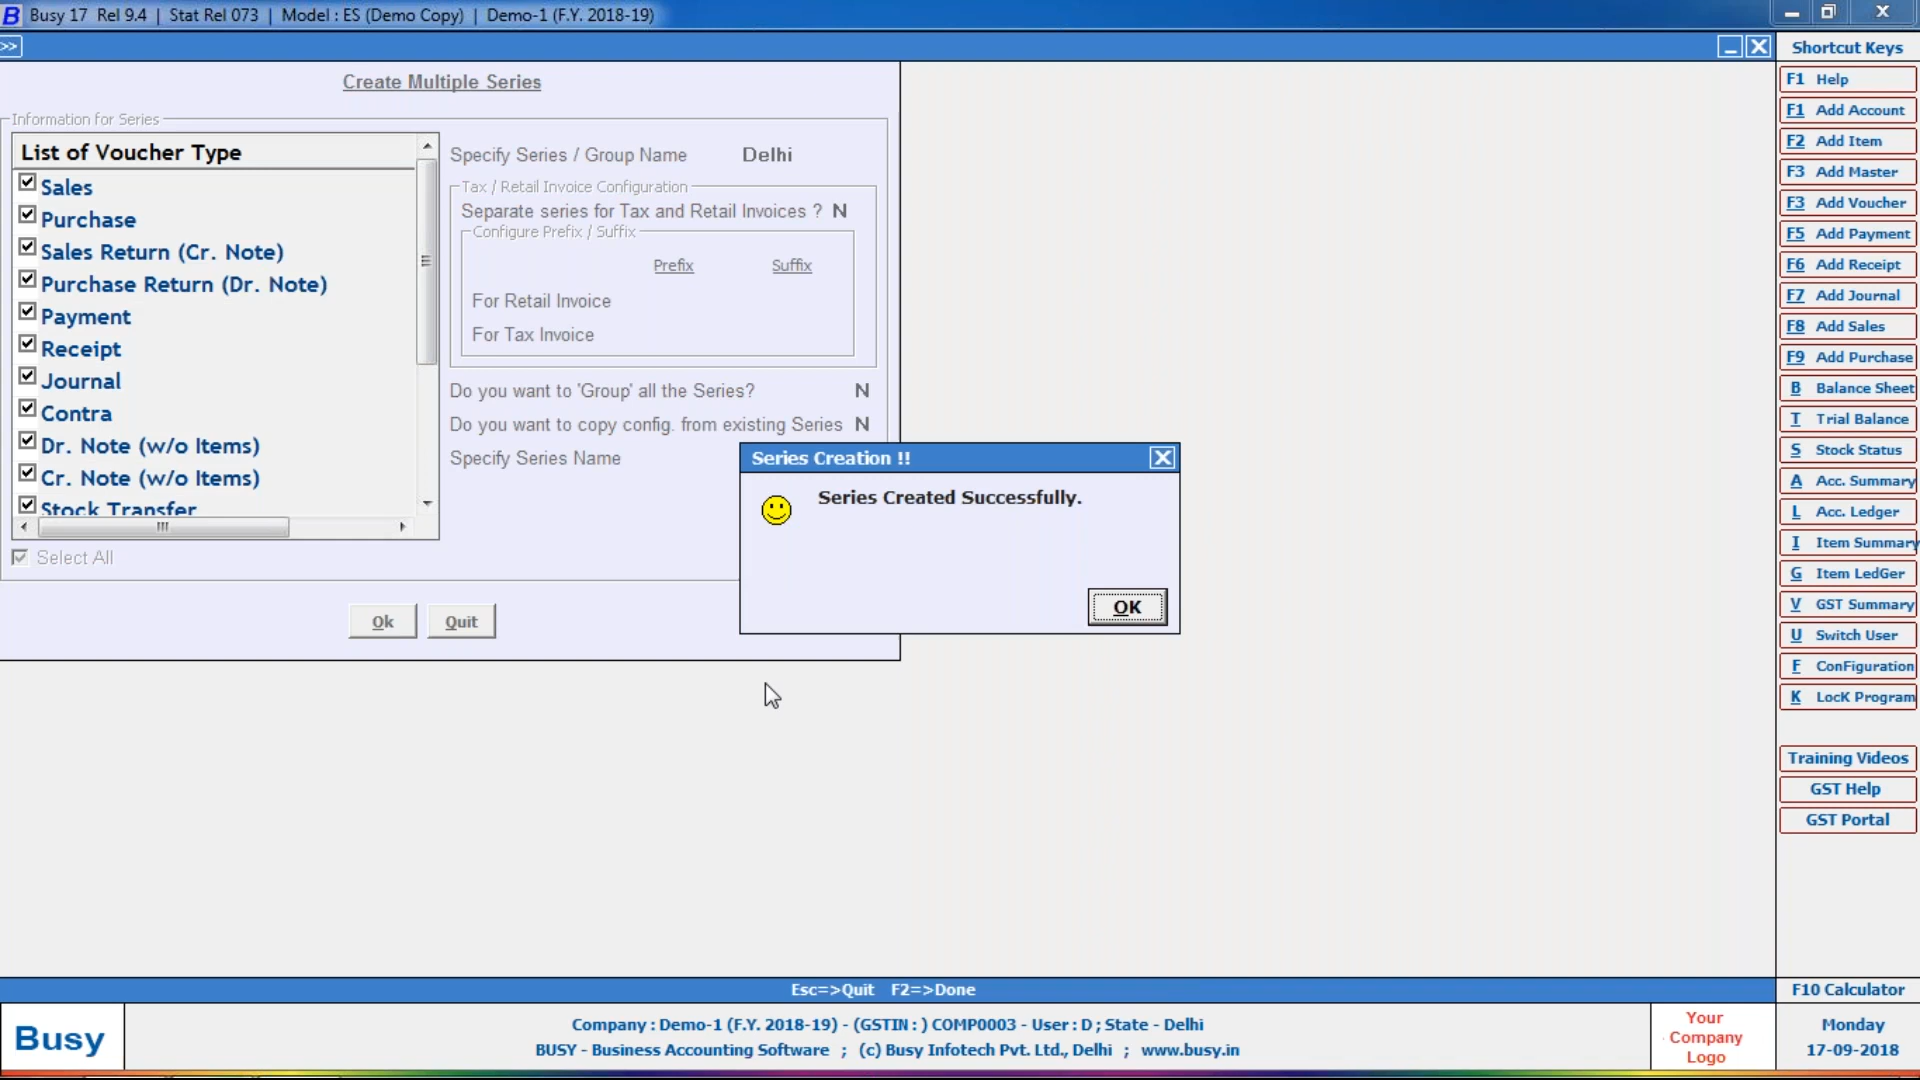 Busy 17 Rel 9.4 | Stat Rel 073 | Model : ES (Demo Copy) | Demo-1 (F.Y. 2018-19)
>>
Create Multiple Series
Information for Series
List of Voucher Type
Sales
Purchase
Sales Return (Cr. Note)
Purchase Return (Dr. Note)
Payment
Receipt
Journal
Contra
Dr. Note (w/o Items)
Cr. Note (w/o Items)
Stock Transfer
Select All
Specify Series / Group Name Delhi
Tax / Retail Invoice Configuration
Separate series for Tax and Retail Invoices ? N
Configure Prefix / Suffix
Prefix Suffix
For Retail Invoice
For Tax Invoice
Do you want to 'Group' all the Series? N
Do you want to copy config. from existing Series N
Specify Series Name
Ok Quit
Series Creation !!
Series Created Successfully.
OK
Shortcut Keys
F1 Help
F1 Add Account
F2 Add Item
F3 Add Master
F3 Add Voucher
F5 Add Payment
F6 Add Receipt
F7 Add Journal
F8 Add Sales
F9 Add Purchase
B Balance Sheet
T Trial Balance
S Stock Status
A Acc. Summary
L Acc. Ledger
I Item Summary
G Item LedGer
V GST Summary
U Switch User
F ConFiguration
K LocK Program
Training Videos
GST Help
GST Portal
Esc=>Quit F2=>Done
F10 Calculator
Busy
Company : Demo-1 (F.Y. 2018-19) - (GSTIN : ) COMP0003 - User : D ; State - Delhi
BUSY - Business Accounting Software ; (c) Busy Infotech Pvt. Ltd., Delhi ; www.busy.in
Your
Company
Logo
Monday
17-09-2018